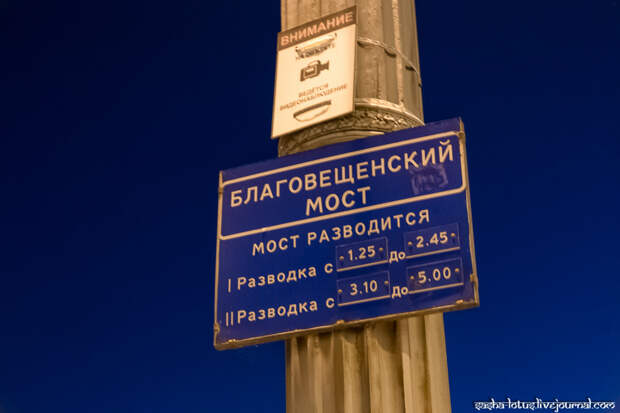 ВНИМАНИЕ
ВЕДЕТСЯ
ВИДЕОНАБЛЮДЕНИЕ
БЛАГОВЕЩЕНСКИЙ
МОСТ
МОСТ РАЗВОДИТСЯ
I Разводка с 1.25 до 2.45
II Разводка с 3.10 до 5.00
sasha-lotus.livejournal.com